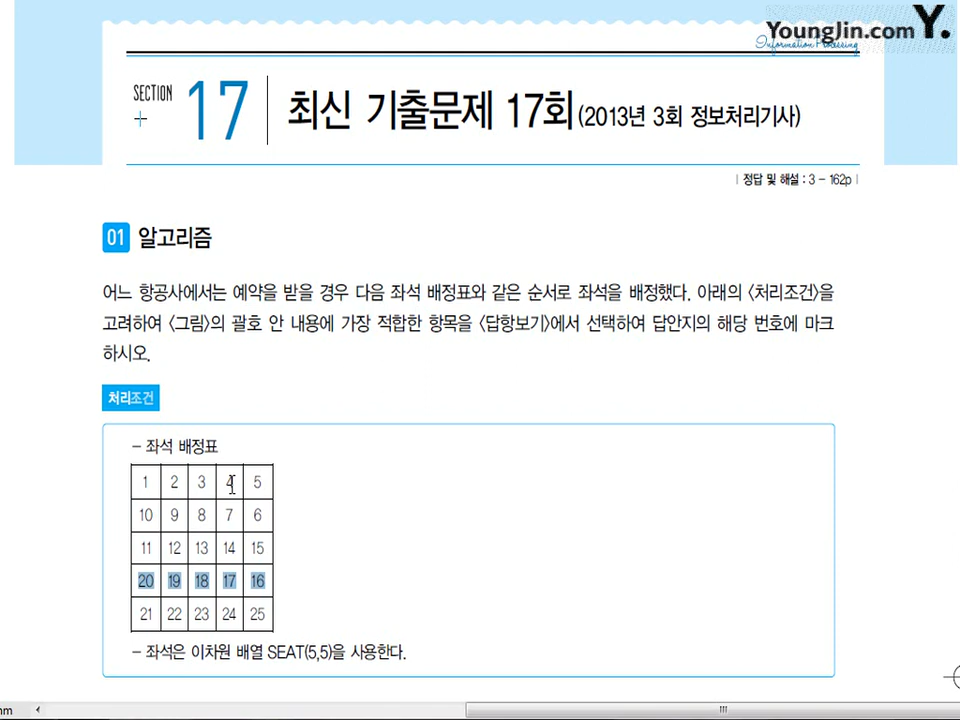 YoungJin.com Y.
Information Processing
SECTION
+
17
최신 기출문제 17회(2013년 3회 정보처리기사)
| 정답 및 해설 : 3 – 162p |
01 알고리즘
어느 항공사에서는 예약을 받을 경우 다음 좌석 배정표와 같은 순서로 좌석을 배정했다. 아래의 〈처리조건〉을
고려하여 〈그림〉의 괄호 안 내용에 가장 적합한 항목을 〈답항보기〉에서 선택하여 답안지의 해당 번호에 마크
하시오.
처리조건
– 좌석 배정표
1 2 3 4 5
10 9 8 7 6
11 12 13 14 15
20 19 18 17 16
21 22 23 24 25
– 좌석은 이차원 배열 SEAT(5,5)을 사용한다.
mm